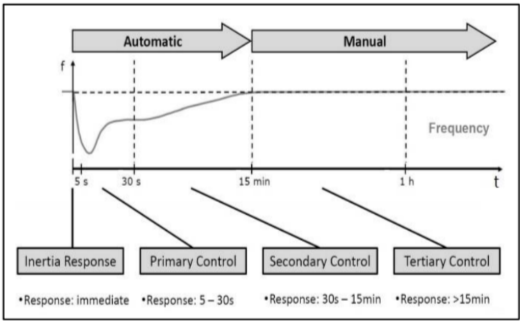 Automatic Manual
f
Frequency
5 s 30 s 15 min 1 h t
Inertia Response Primary Control Secondary Control Tertiary Control
•Response: immediate •Response: 5 – 30s •Response: 30s – 15min •Response: >15min